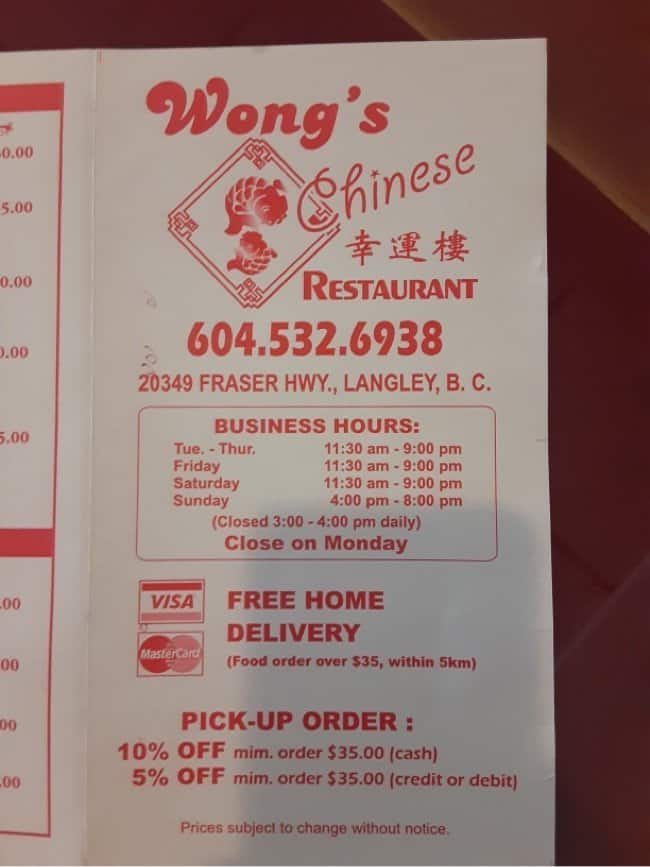 Wong's
Chinese
幸運樓
RESTAURANT
604.532.6938
20349 FRASER HWY., LANGLEY, B. C.
BUSINESS HOURS:
Tue. - Thur. 11:30 am - 9:00 pm
Friday 11:30 am - 9:00 pm
Saturday 11:30 am - 9:00 pm
Sunday 4:00 pm - 8:00 pm
(Closed 3:00 - 4:00 pm daily)
Close on Monday
VISA
MasterCard
FREE HOME
DELIVERY
(Food order over $35, within 5km)
PICK-UP ORDER :
10% OFF mim. order $35.00 (cash)
5% OFF mim. order $35.00 (credit or debit)
Prices subject to change without notice.